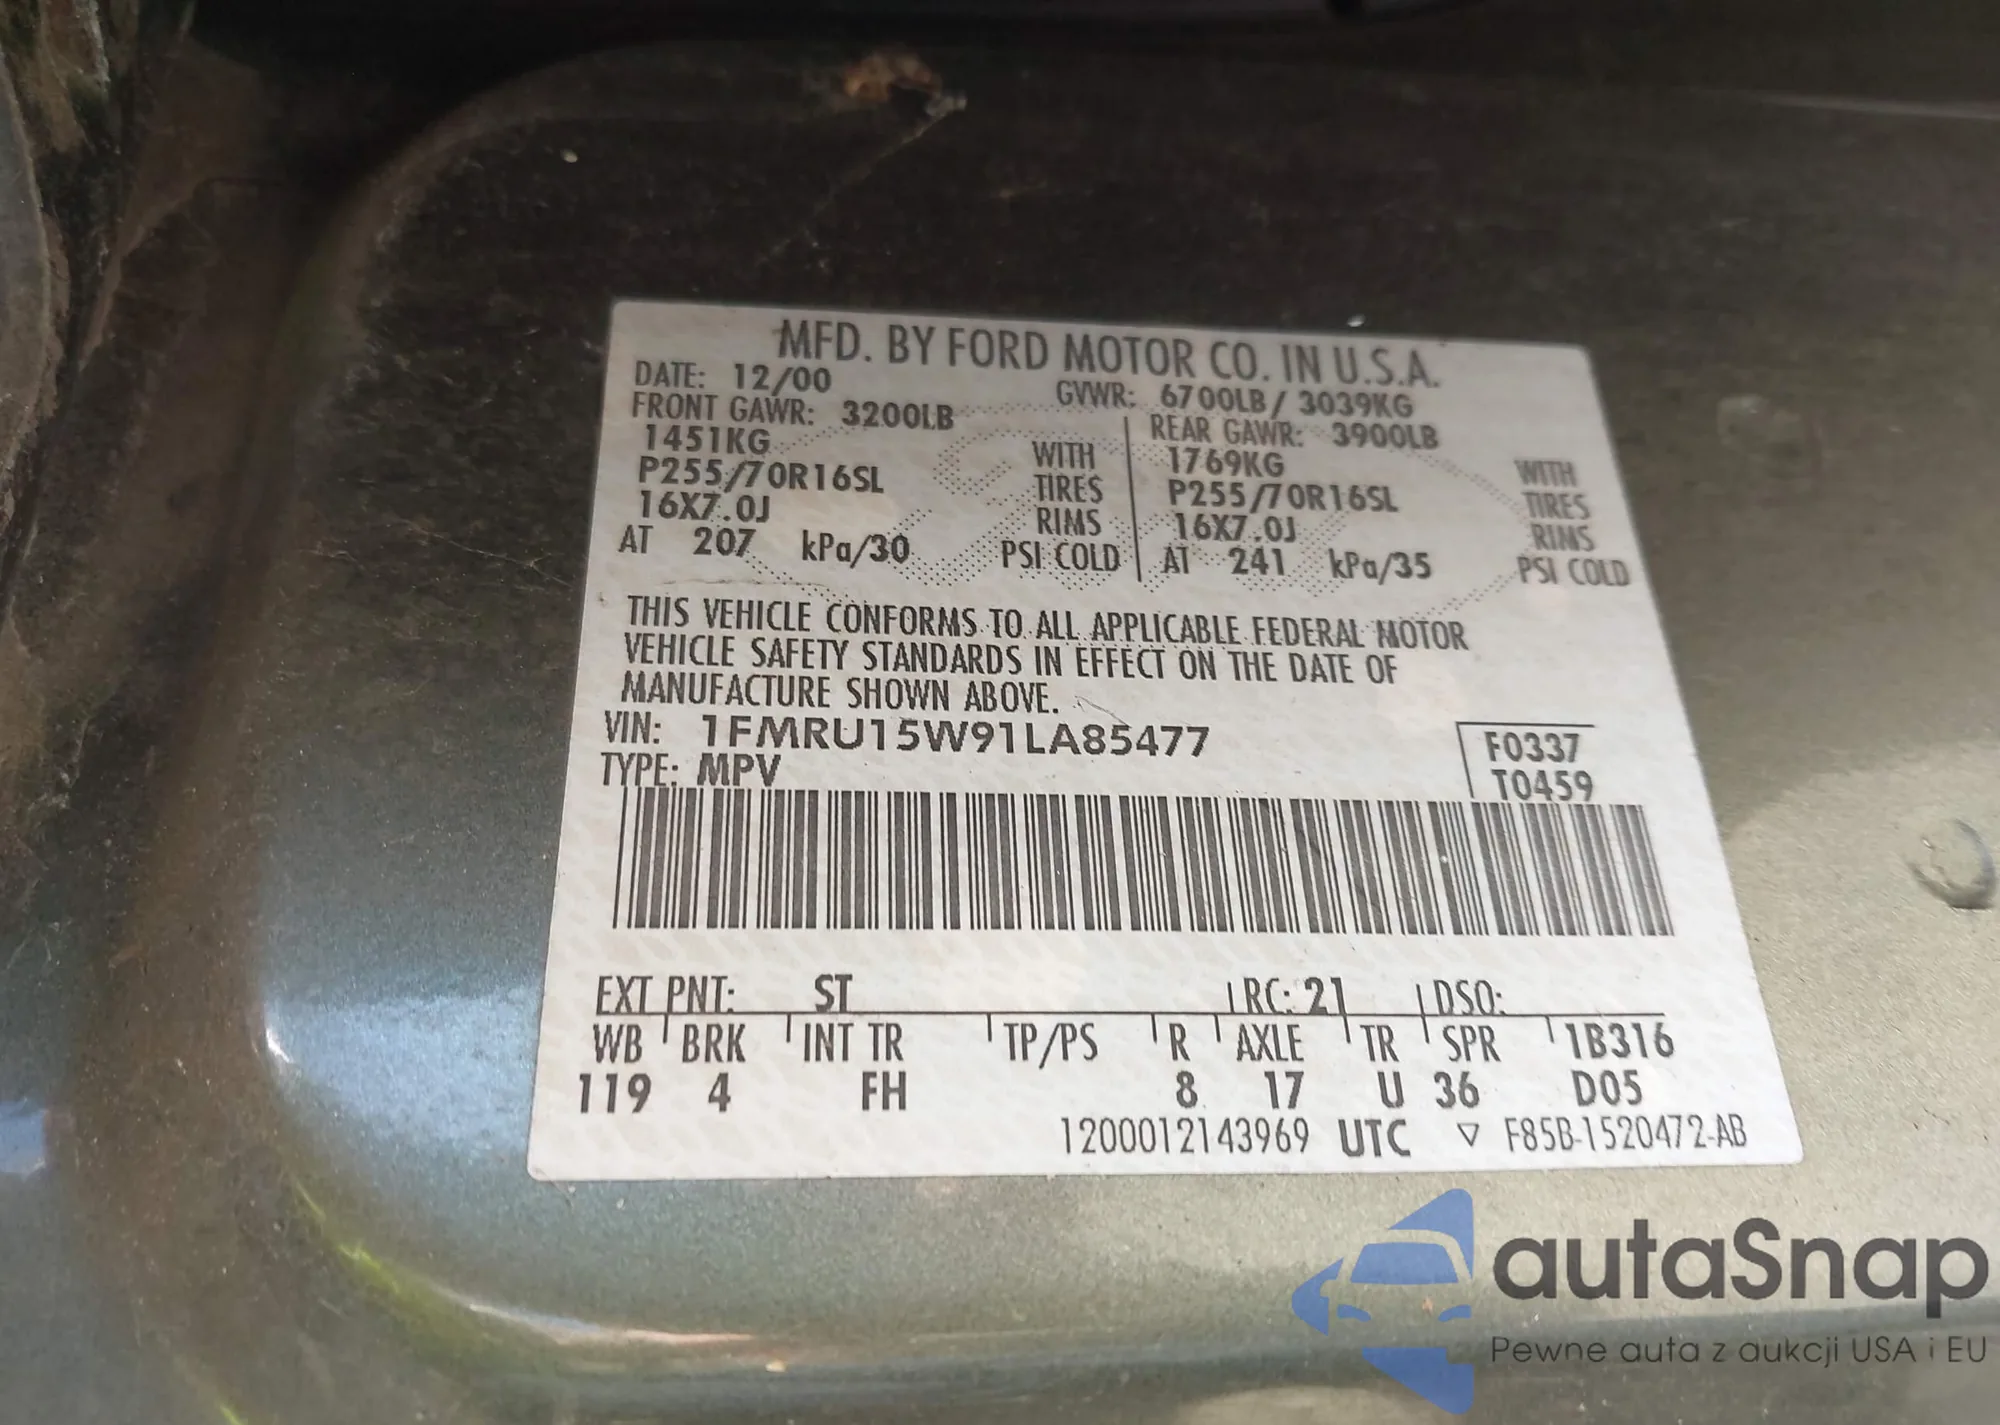 MFD. BY FORD MOTOR CO. IN U.S.A.
DATE: 12/00 GVWR: 6700LB / 3039KG
FRONT GAWR: 3200LB REAR GAWR: 3900LB
1451KG WITH 1769KG WITH
P255/70R16SL TIRES P255/70R16SL TIRES
16X7.0J RIMS 16X7.0J RIMS
AT 207 kPa/30 PSI COLD AT 241 kPa/35 PSI COLD
THIS VEHICLE CONFORMS TO ALL APPLICABLE FEDERAL MOTOR
VEHICLE SAFETY STANDARDS IN EFFECT ON THE DATE OF
MANUFACTURE SHOWN ABOVE.
VIN: 1FMRU15W91LA85477 F0337
TYPE: MPV T0459
EXT PNT: ST RC: 21 DSO:
WB BRK INT TR TP/PS R AXLE TR SPR 1B316
119 4 FH 8 17 U 36 D05
1200012143969 UTC ▽ F85B-1520472-AB
autaSnap
Pewne auta z aukcji USA i EU